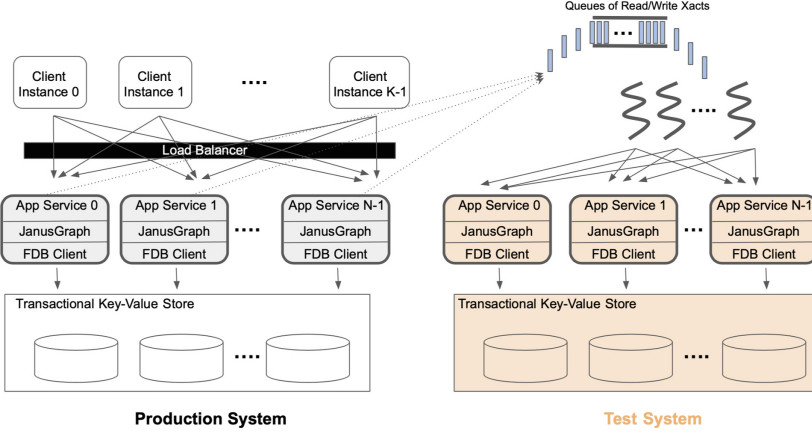 Queues of Read/Write Xacts
Client
Instance 0
Client
Instance 1
Client
Instance K-1
Load Balancer
App Service 0
JanusGraph
FDB Client
App Service 1
JanusGraph
FDB Client
App Service N-1
JanusGraph
FDB Client
Transactional Key-Value Store
Production System
App Service 0
JanusGraph
FDB Client
App Service 1
JanusGraph
FDB Client
App Service N-1
JanusGraph
FDB Client
Transactional Key-Value Store
Test System